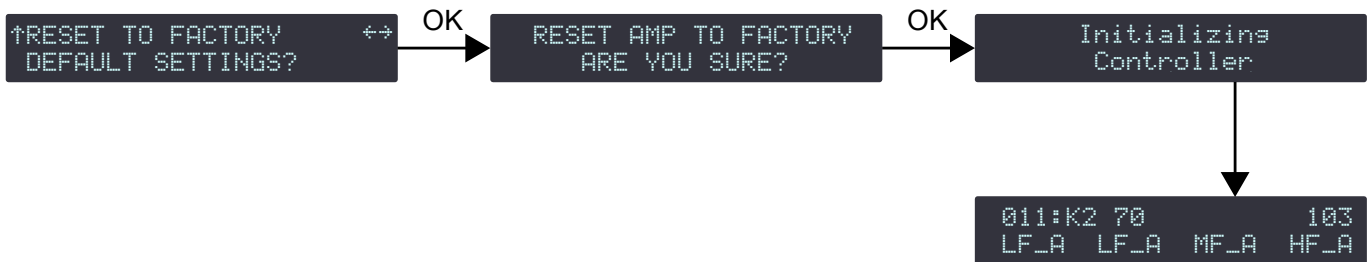 ↑RESET TO FACTORY ←→
DEFAULT SETTINGS?
OK
RESET AMP TO FACTORY
ARE YOU SURE?
OK
Initializing
Controller
011:K2 70 103
LF_A LF_A MF_A HF_A